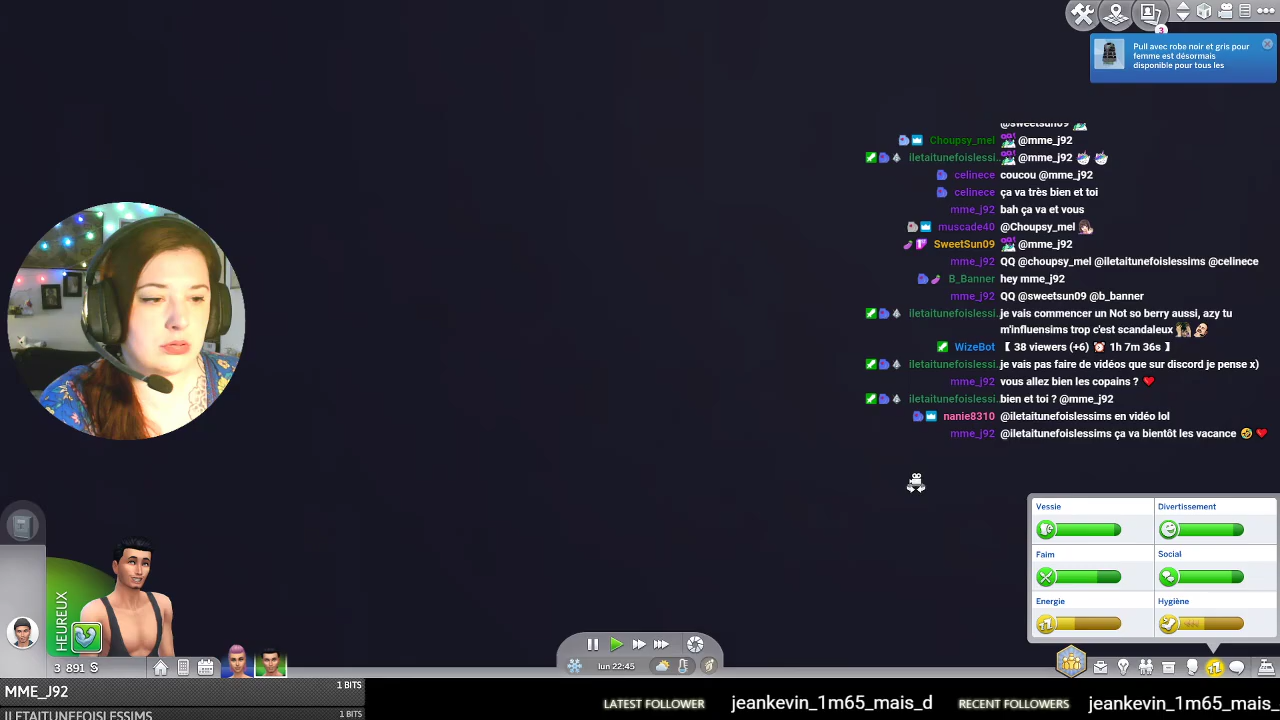 3
Pull avec robe noir et gris pour
femme est désormais
disponible pour tous les
@sweetsun09
Choupsy_mel @mme_j92
iletaitunefoislessi.. @mme_j92
celinece coucou @mme_j92
celinece ça va très bien et toi
mme_j92 bah ça va et vous
muscade40 @Choupsy_mel
SweetSun09 @mme_j92
mme_j92 QQ @choupsy_mel @iletaitunefoislessims @celinece
B_Banner hey mme_j92
mme_j92 QQ @sweetsun09 @b_banner
iletaitunefoislessi.. je vais commencer un Not so berry aussi, azy tu
m'influensims trop c'est scandaleux
WizeBot 【 38 viewers (+6) ⏰ 1h 7m 36s 】
iletaitunefoislessi.. je vais pas faire de vidéos que sur discord je pense x)
mme_j92 vous allez bien les copains ? ❤
iletaitunefoislessi.. bien et toi ? @mme_j92
nanie8310 @iletaitunefoislessims en vidéo lol
mme_j92 @iletaitunefoislessims ça va bientôt les vacance 🤣 ❤
Vessie
Divertissement
Faim
Social
Energie
Hygiène
HEUREUX
3 891 §
lun 22:45
MME_J92 1 BITS
ILETAITUNEFOISLESSIMS 1 BITS
LATEST FOLLOWER jeankevin_1m65_mais_d
RECENT FOLLOWERS jeankevin_1m65_mais_